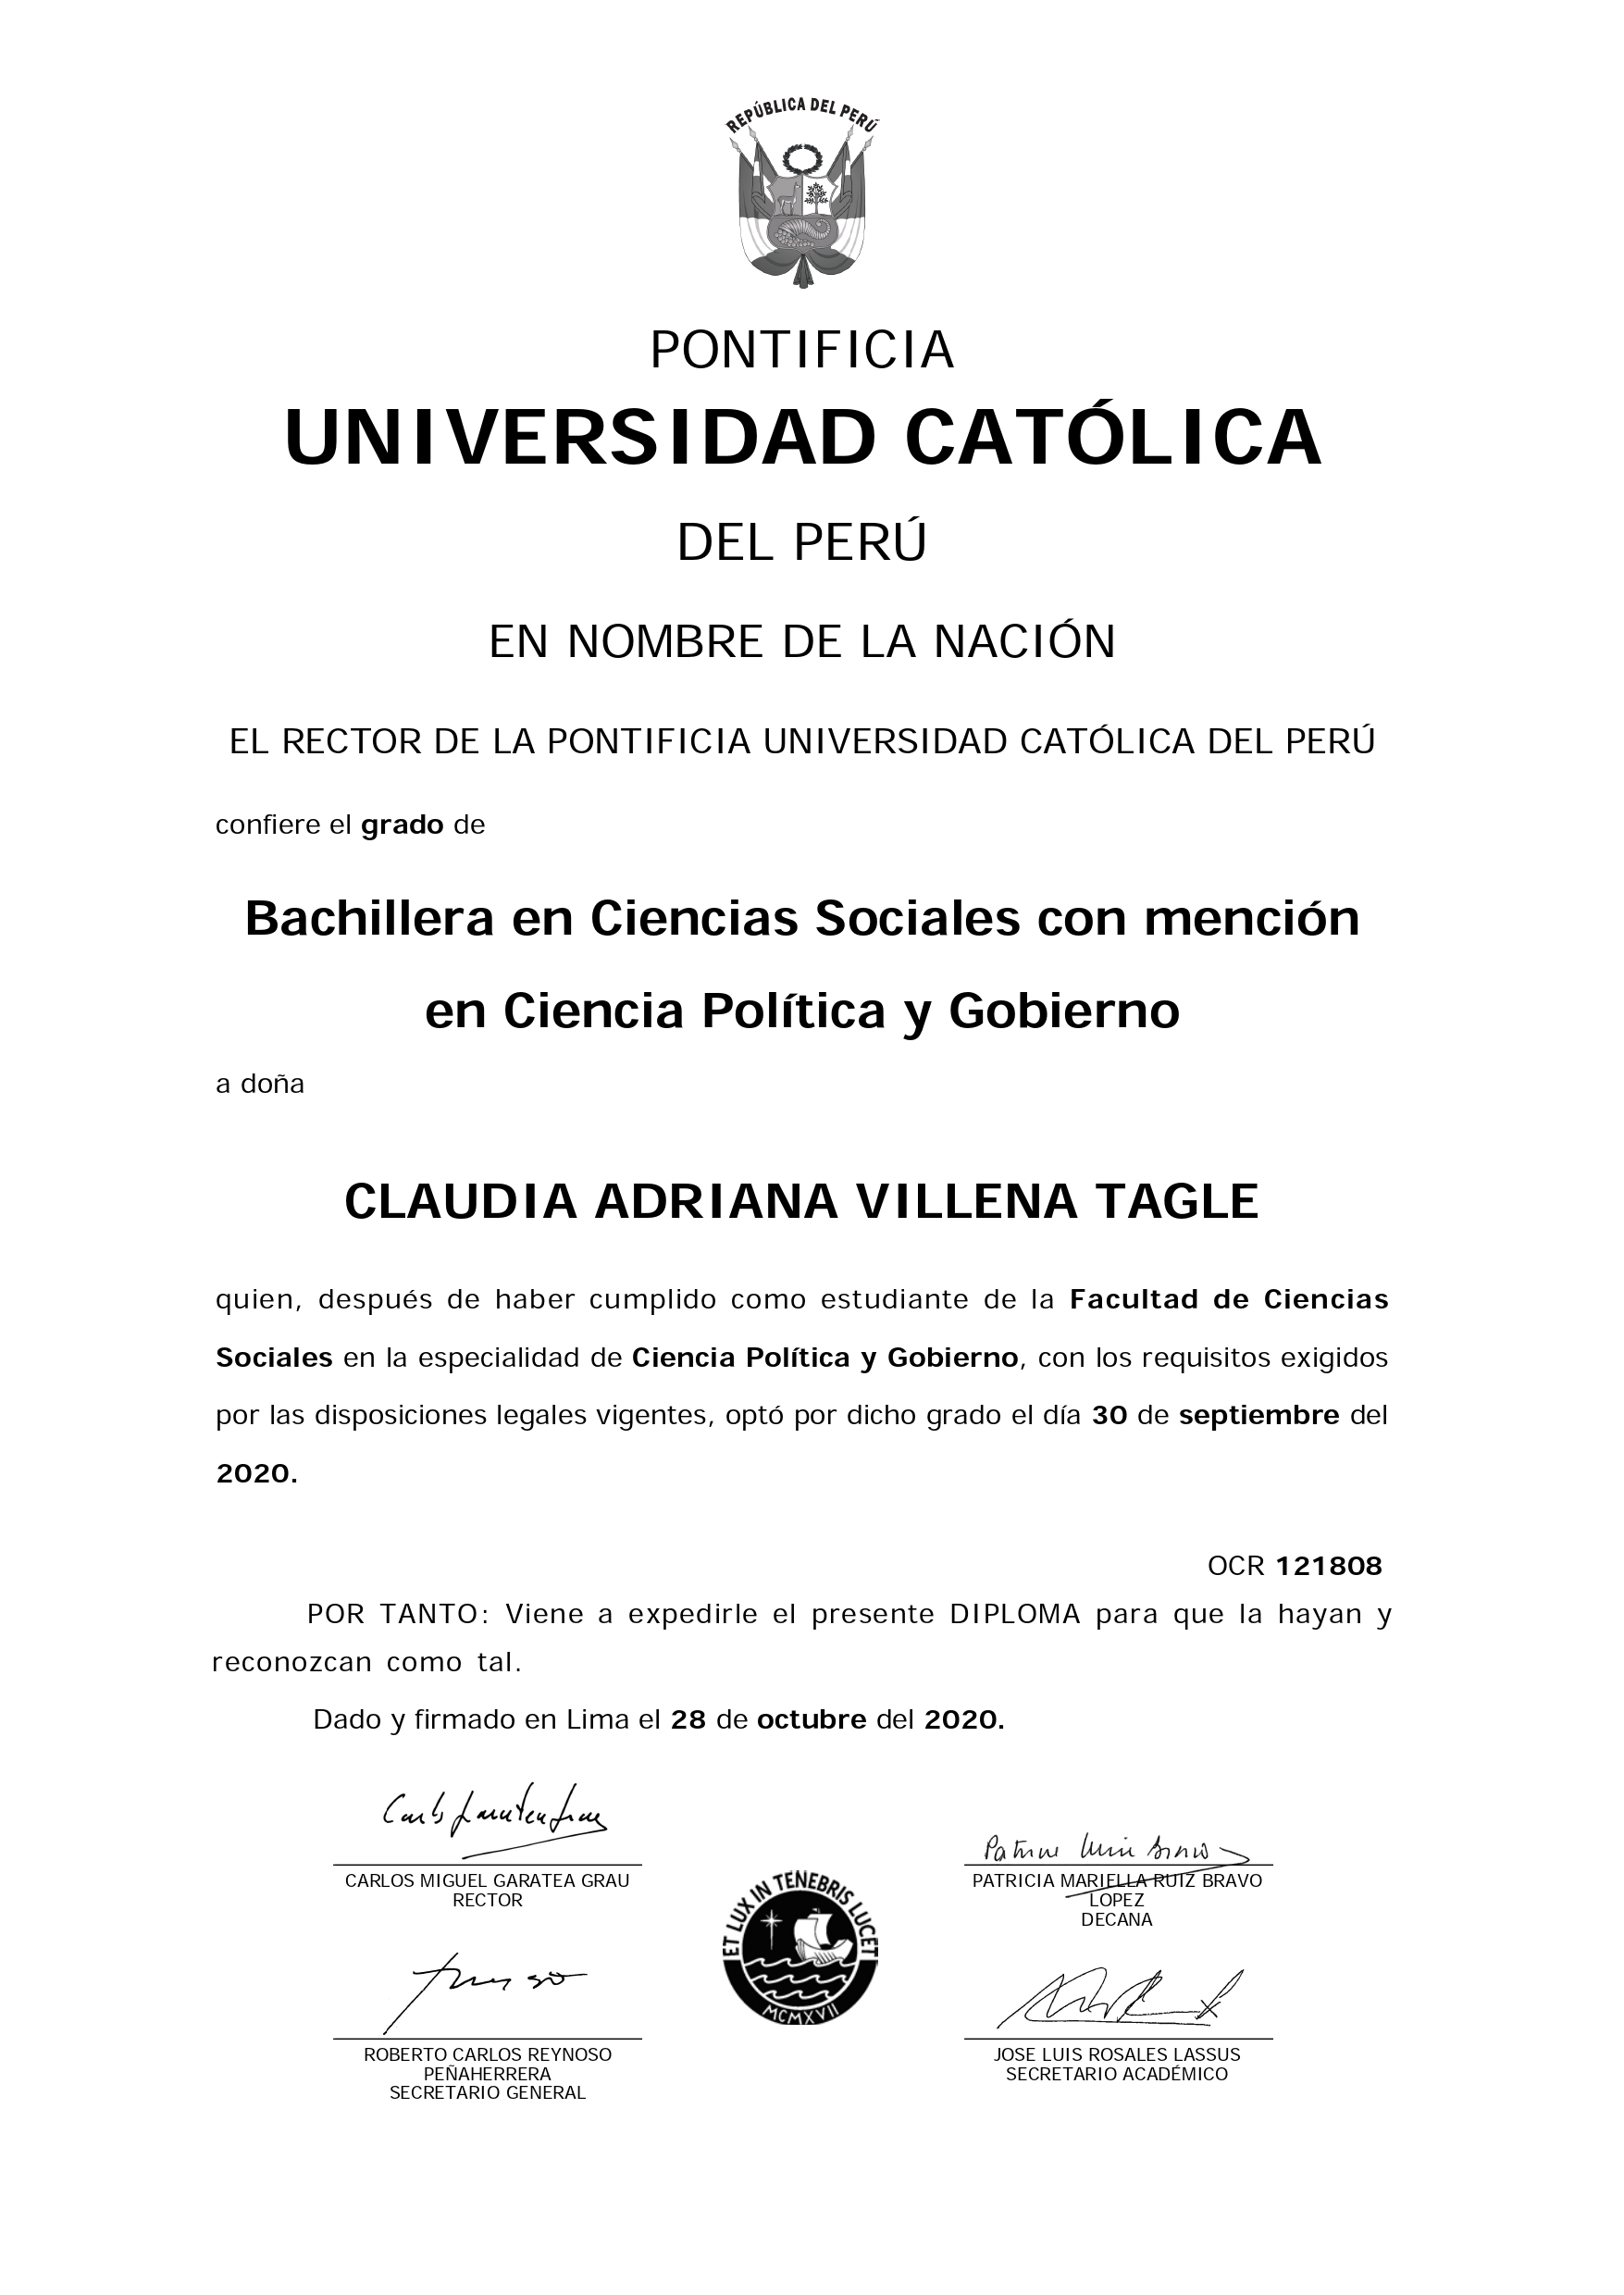 REPÚBLICA DEL PERÚ
PONTIFICIA
UNIVERSIDAD CATÓLICA
DEL PERÚ
EN NOMBRE DE LA NACIÓN
EL RECTOR DE LA PONTIFICIA UNIVERSIDAD CATÓLICA DEL PERÚ
confiere el grado de
Bachillera en Ciencias Sociales con mención
en Ciencia Política y Gobierno
a doña
CLAUDIA ADRIANA VILLENA TAGLE
quien, después de haber cumplido como estudiante de la Facultad de Ciencias
Sociales en la especialidad de Ciencia Política y Gobierno, con los requisitos exigidos
por las disposiciones legales vigentes, optó por dicho grado el día 30 de septiembre del
2020.
OCR 121808
POR TANTO: Viene a expedirle el presente DIPLOMA para que la hayan y
reconozcan como tal.
Dado y firmado en Lima el 28 de octubre del 2020.
CARLOS MIGUEL GARATEA GRAU
RECTOR
PATRICIA MARIELLA RUIZ BRAVO
LOPEZ
DECANA
ET LUX IN TENEBRIS LUCET
MCMXVII
ROBERTO CARLOS REYNOSO
PEÑAHERRERA
SECRETARIO GENERAL
JOSE LUIS ROSALES LASSUS
SECRETARIO ACADÉMICO